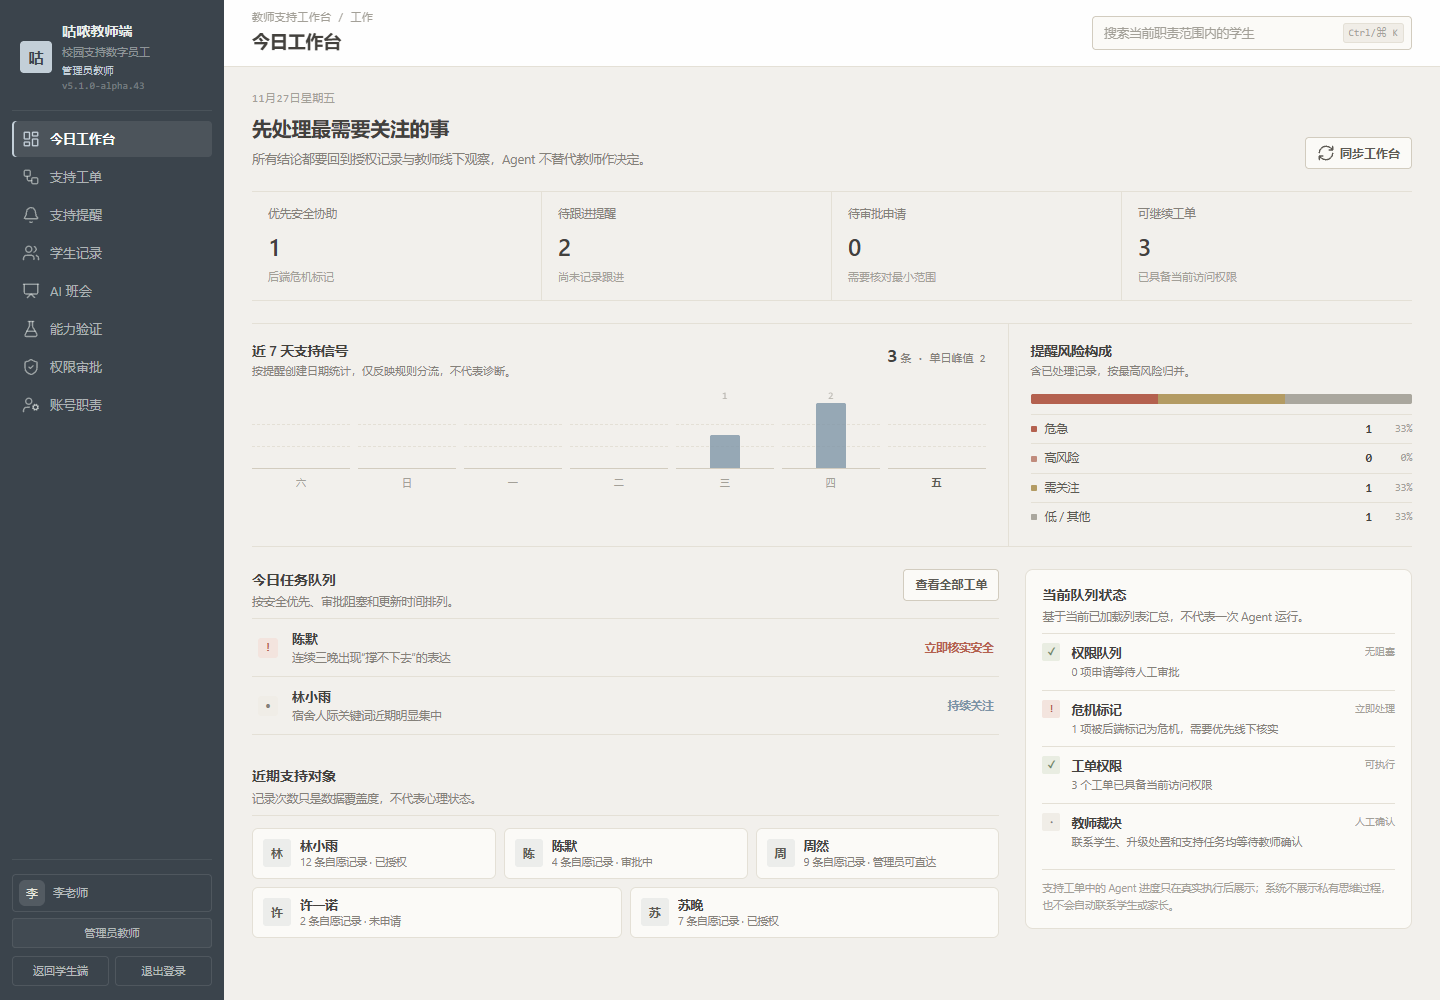 咕哝教师端
校园支持数字员工
咕
管理员教师
v5.1.0-alpha.43
今日工作台
支持工单
支持提醒
学生记录
AI 班会
能力验证
权限审批
账号职责
李 李老师
管理员教师
返回学生端 退出登录
教师支持工作台 / 工作
今日工作台
搜索当前职责范围内的学生 Ctrl/⌘ K
11月27日星期五
先处理最需要关注的事
所有结论都要回到授权记录与教师线下观察，Agent 不替代教师作决定。
同步工作台
优先安全协助
1
后端危机标记
待跟进提醒
2
尚未记录跟进
待审批申请
0
需要核对最小范围
可继续工单
3
已具备当前访问权限
近 7 天支持信号
按提醒创建日期统计，仅反映规则分流，不代表诊断。
3 条 · 单日峰值 2
1 2
六 日 一 二 三 四 五
提醒风险构成
含已处理记录，按最高风险归并。
危急 1 33%
高风险 0 0%
需关注 1 33%
低 / 其他 1 33%
今日任务队列
按安全优先、审批阻塞和更新时间排列。
查看全部工单
! 陈默
连续三晚出现“撑不下去”的表达
立即核实安全
林小雨
宿舍人际关键词近期明显集中
持续关注
近期支持对象
记录次数只是数据覆盖度，不代表心理状态。
林 林小雨
12 条自愿记录 · 已授权
陈 陈默
4 条自愿记录 · 审批中
周 周然
9 条自愿记录 · 管理员可直达
许 许一诺
2 条自愿记录 · 未申请
苏 苏晚
7 条自愿记录 · 已授权
当前队列状态
基于当前已加载列表汇总，不代表一次 Agent 运行。
✓ 权限队列 无阻塞
0 项申请等待人工审批
! 危机标记 立即处理
1 项被后端标记为危机，需要优先线下核实
✓ 工单权限 可执行
3 个工单已具备当前访问权限
· 教师裁决 人工确认
联系学生、升级处置和支持任务均等待教师确认
支持工单中的 Agent 进度只在真实执行后展示；系统不展示私有思维过程，
也不会自动联系学生或家长。